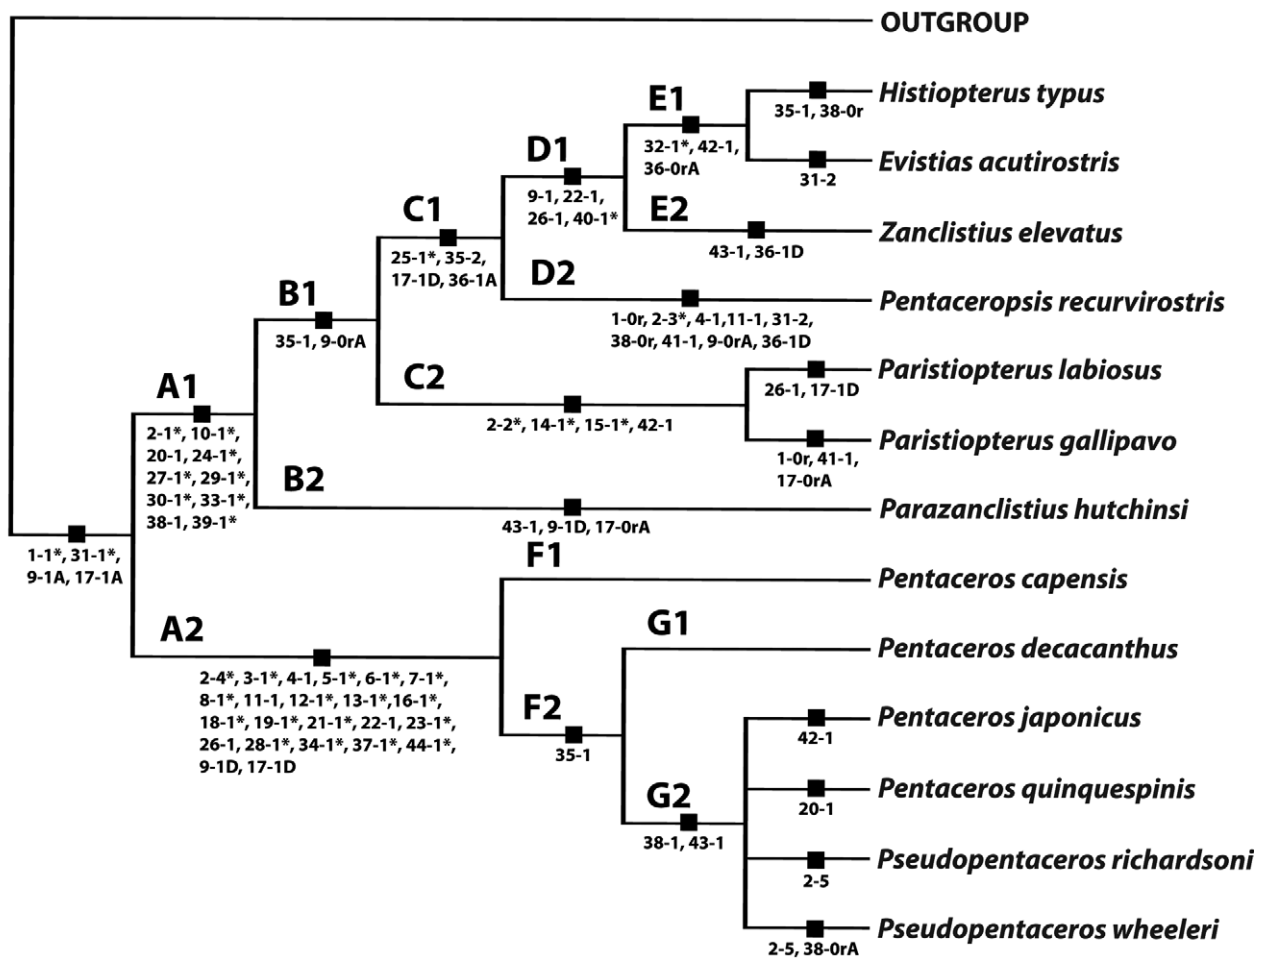 OUTGROUP
E1
35-1, 38-0r
Histiopterus typus
32-1*, 42-1,
36-0rA
31-2
Evistias acutirostris
D1
9-1, 22-1,
26-1, 40-1*
E2
43-1, 36-1D
Zanclistius elevatus
C1
25-1*, 35-2,
17-1D, 36-1A
D2
1-0r, 2-3*, 4-1,11-1, 31-2,
38-0r, 41-1, 9-0rA, 36-1D
Pentaceropsis recurvirostris
B1
35-1, 9-0rA
C2
2-2*, 14-1*, 15-1*, 42-1
26-1, 17-1D
Paristiopterus labiosus
1-0r, 41-1,
17-0rA
Paristiopterus gallipavo
A1
2-1*, 10-1*,
20-1, 24-1*,
27-1*, 29-1*,
30-1*, 33-1*,
38-1, 39-1*
B2
43-1, 9-1D, 17-0rA
Parazanclistius hutchinsi
1-1*, 31-1*,
9-1A, 17-1A
F1
Pentaceros capensis
A2
2-4*, 3-1*, 4-1, 5-1*, 6-1*, 7-1*,
8-1*, 11-1, 12-1*, 13-1*,16-1*,
18-1*, 19-1*, 21-1*, 22-1, 23-1*,
26-1, 28-1*, 34-1*, 37-1*, 44-1*,
9-1D, 17-1D
F2
35-1
G1
Pentaceros decacanthus
G2
38-1, 43-1
42-1
Pentaceros japonicus
20-1
Pentaceros quinquespinis
2-5
Pseudopentaceros richardsoni
2-5, 38-0rA
Pseudopentaceros wheeleri